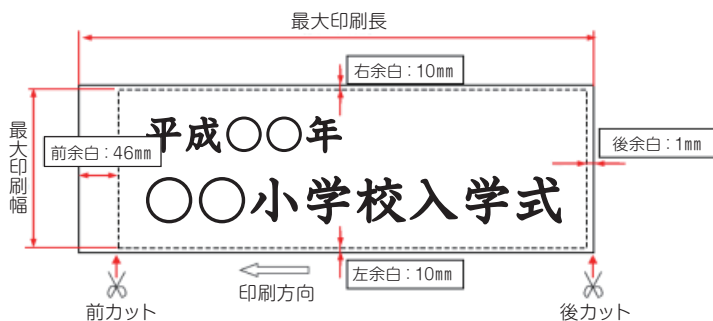 最大印刷長
右余白:10mm
最大印刷幅
平成○○年
前余白:46mm
後余白:1mm
○○小学校入学式
左余白:10mm
印刷方向
前カット
後カット